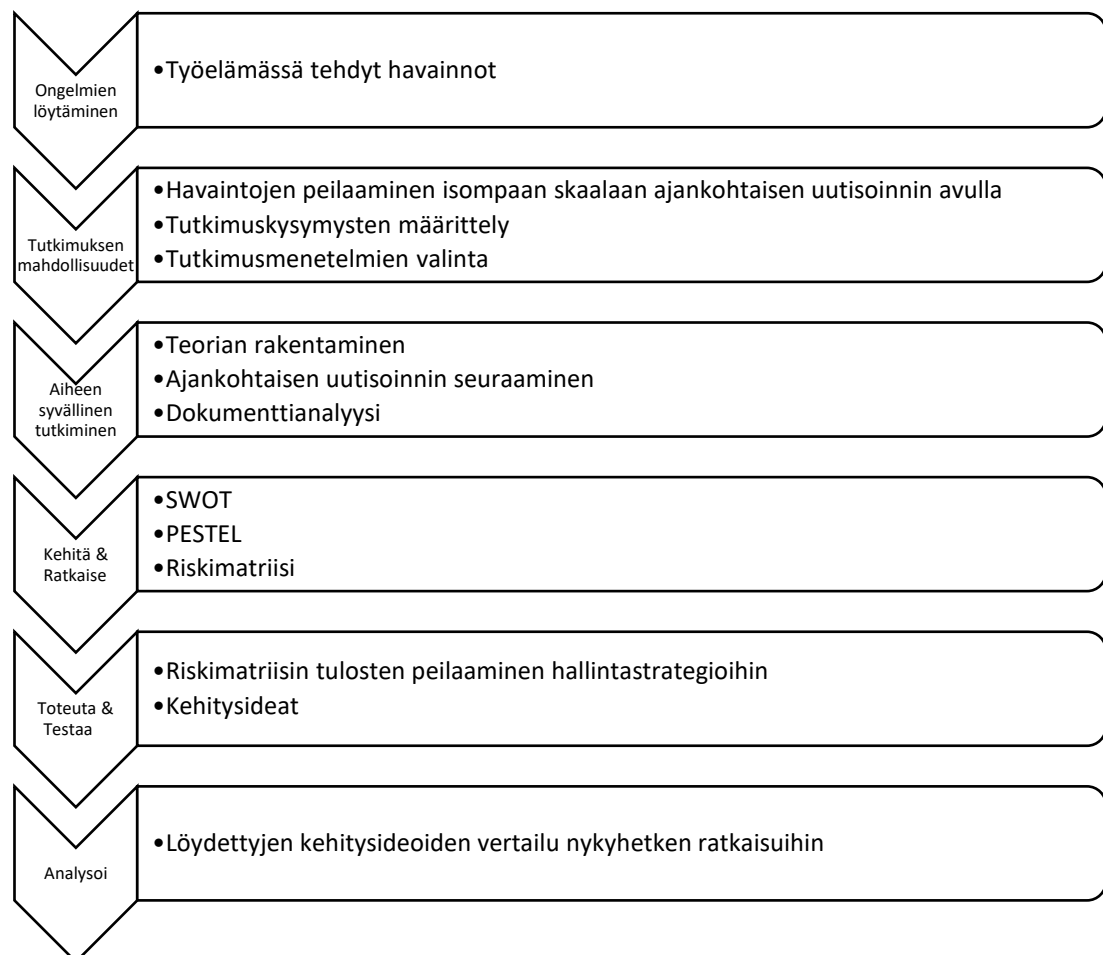 Ongelmien
löytäminen
•Työelämässä tehdyt havainnot
Tutkimuksen
mahdollisuudet
•Havaintojen peilaaminen isompaan skaalaan ajankohtaisen uutisoinnin avulla
•Tutkimuskysymysten määrittely
•Tutkimusmenetelmien valinta
Aiheen
syvällinen
tutkiminen
•Teorian rakentaminen
•Ajankohtaisen uutisoinnin seuraaminen
•Dokumenttianalyysi
Kehitä &
Ratkaise
•SWOT
•PESTEL
•Riskimatriisi
Toteuta &
Testaa
•Riskimatriisin tulosten peilaaminen hallintastrategioihin
•Kehitysideat
Analysoi
•Löydettyjen kehitysideoiden vertailu nykyhetken ratkaisuihin